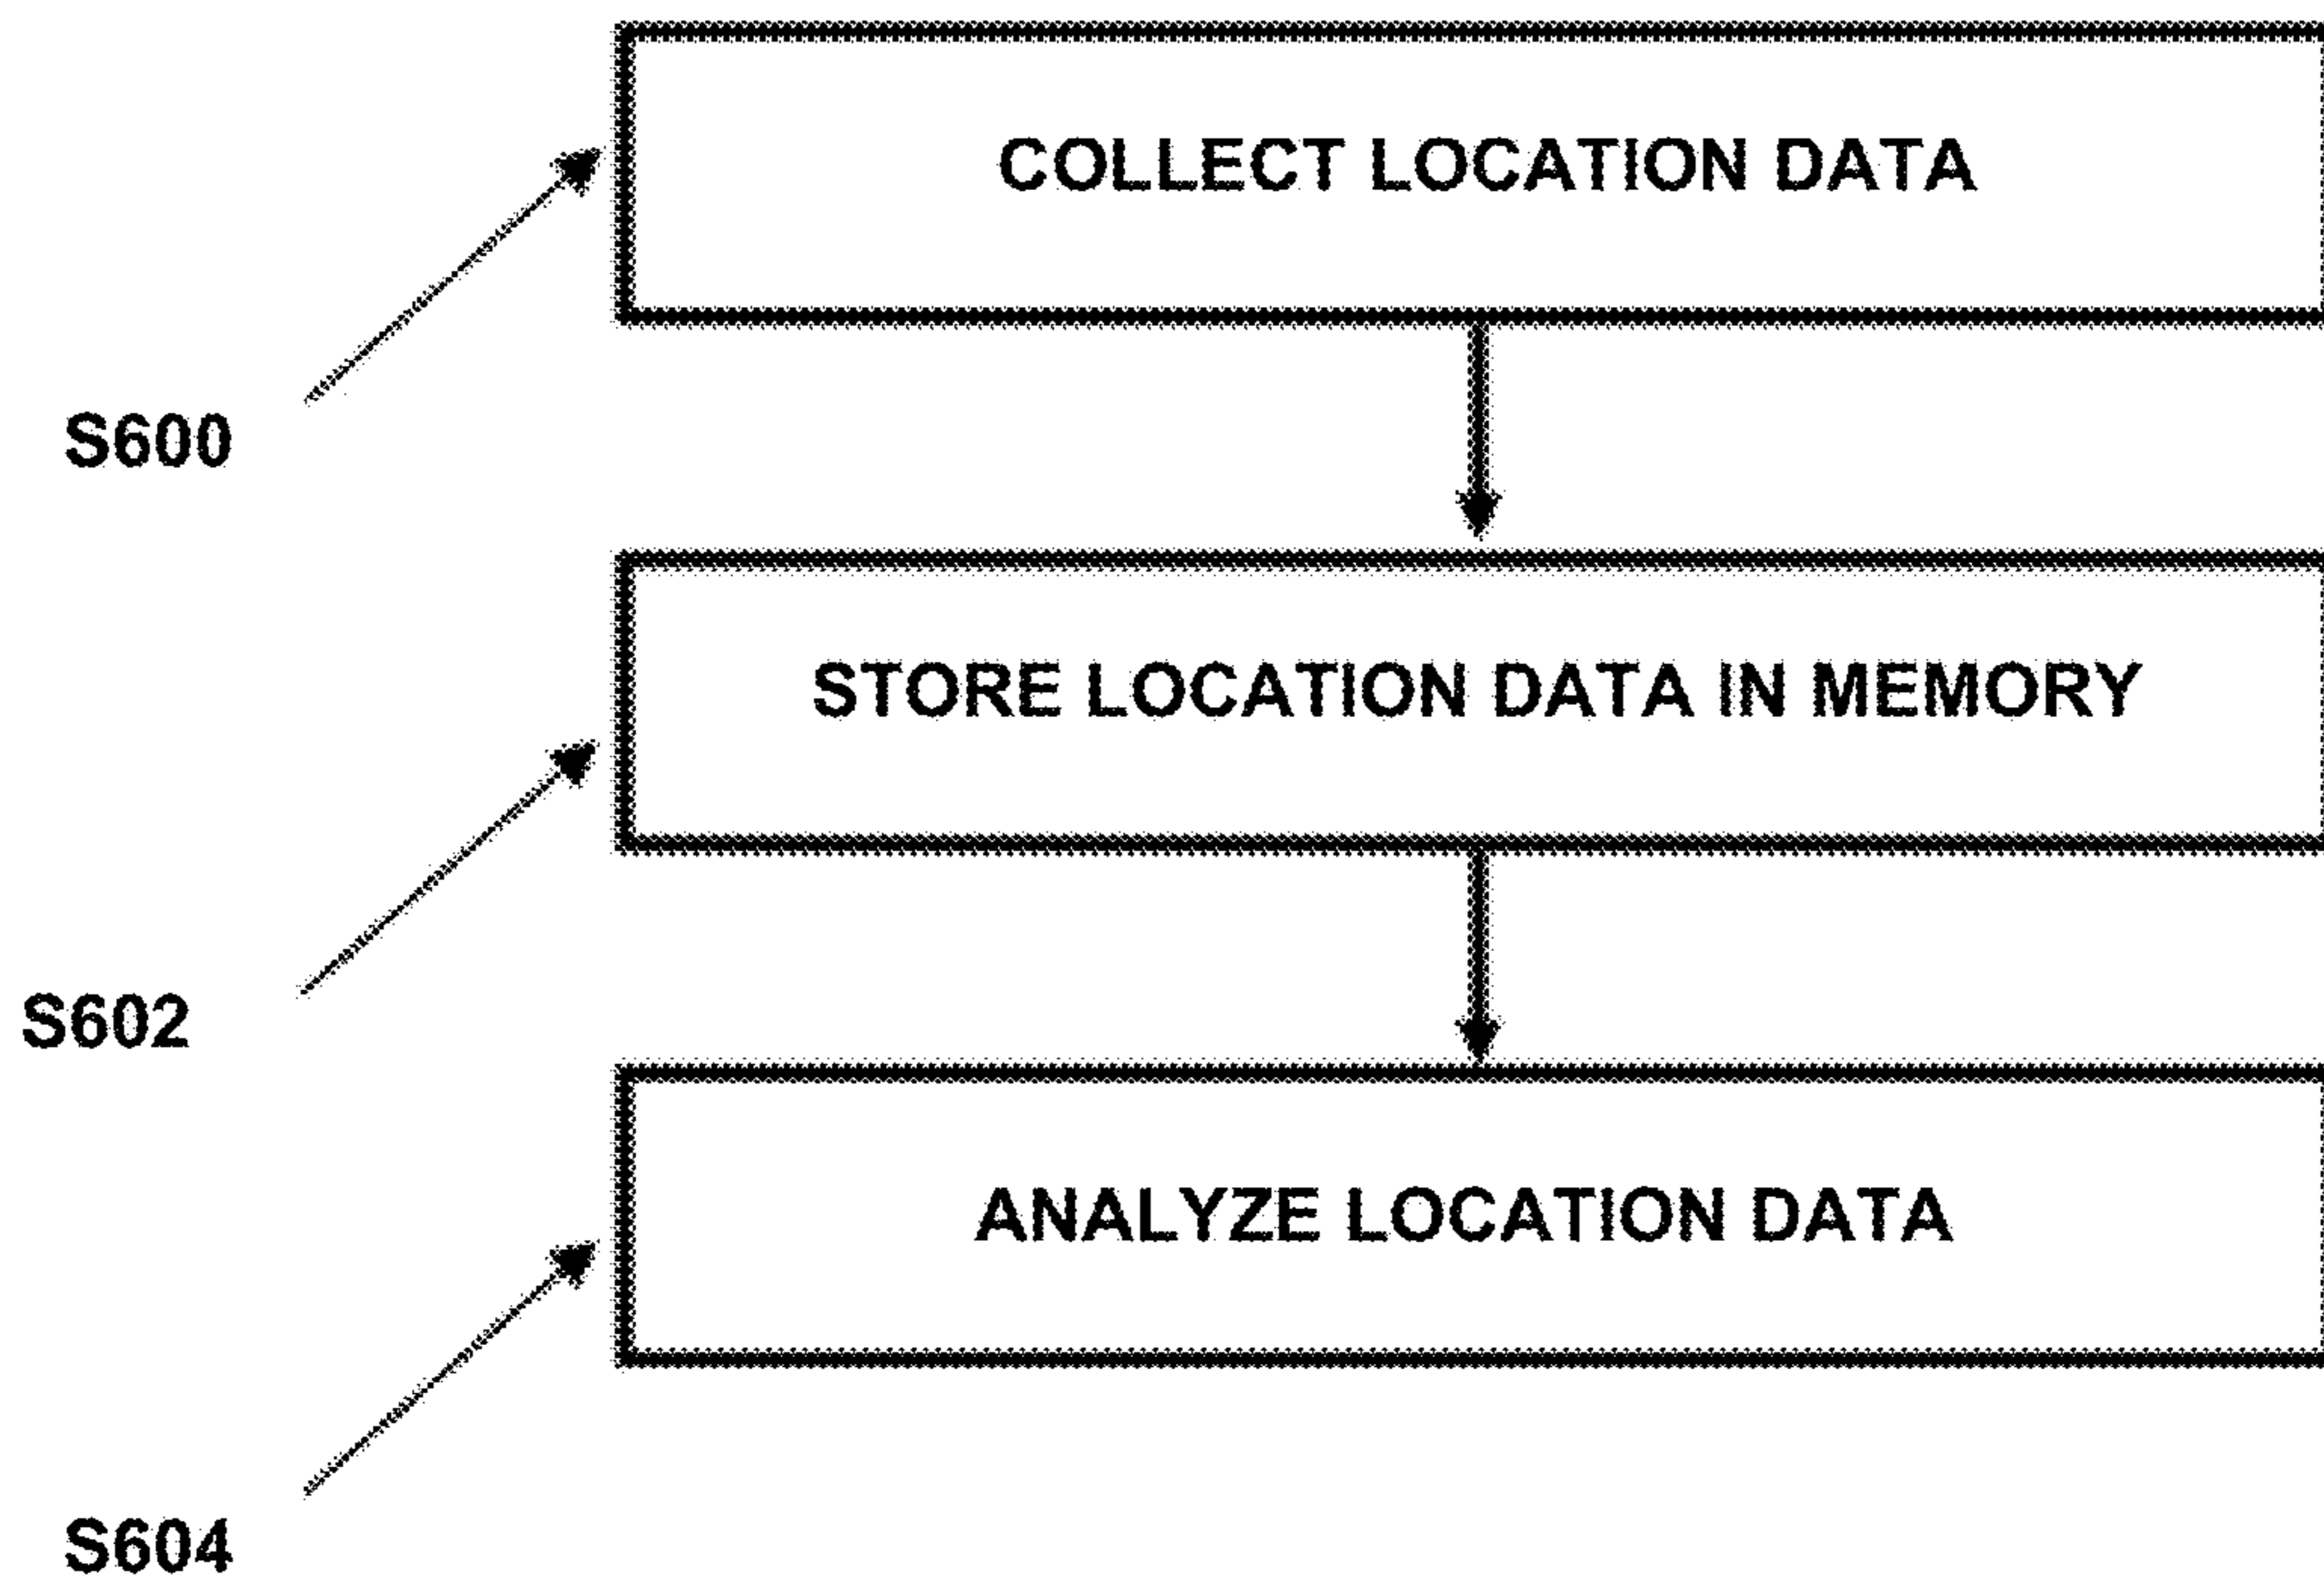 COLLECT LOCATION DATA
S600
STORE LOCATION DATA IN MEMORY
S602
ANALYZE LOCATION DATA
S604